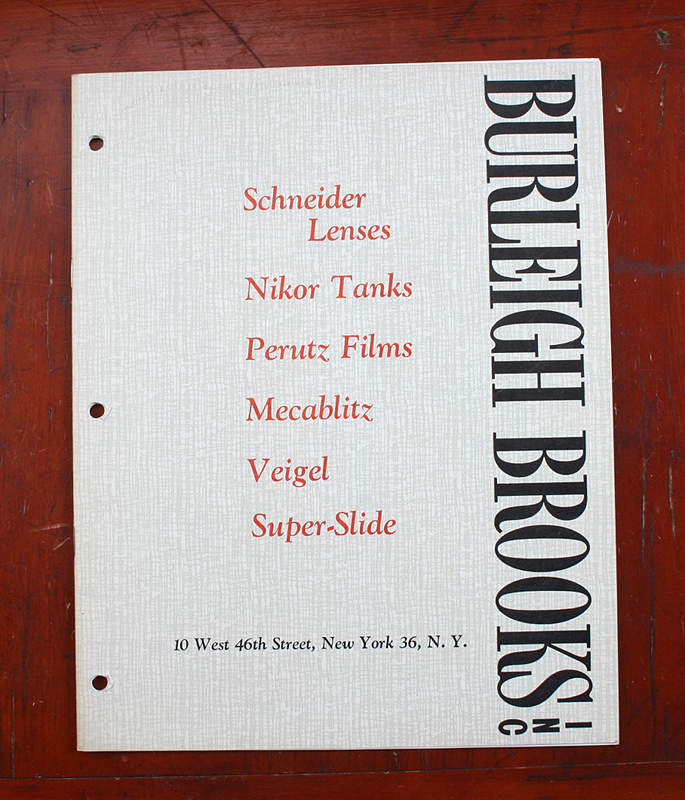 Schneider
Lenses
Nikor Tanks
Perutz Films
Mecablitz
Veigel
Super-Slide
10 West 46th Street, New York 36, N. Y.
BURLEIGH BROOKS INC